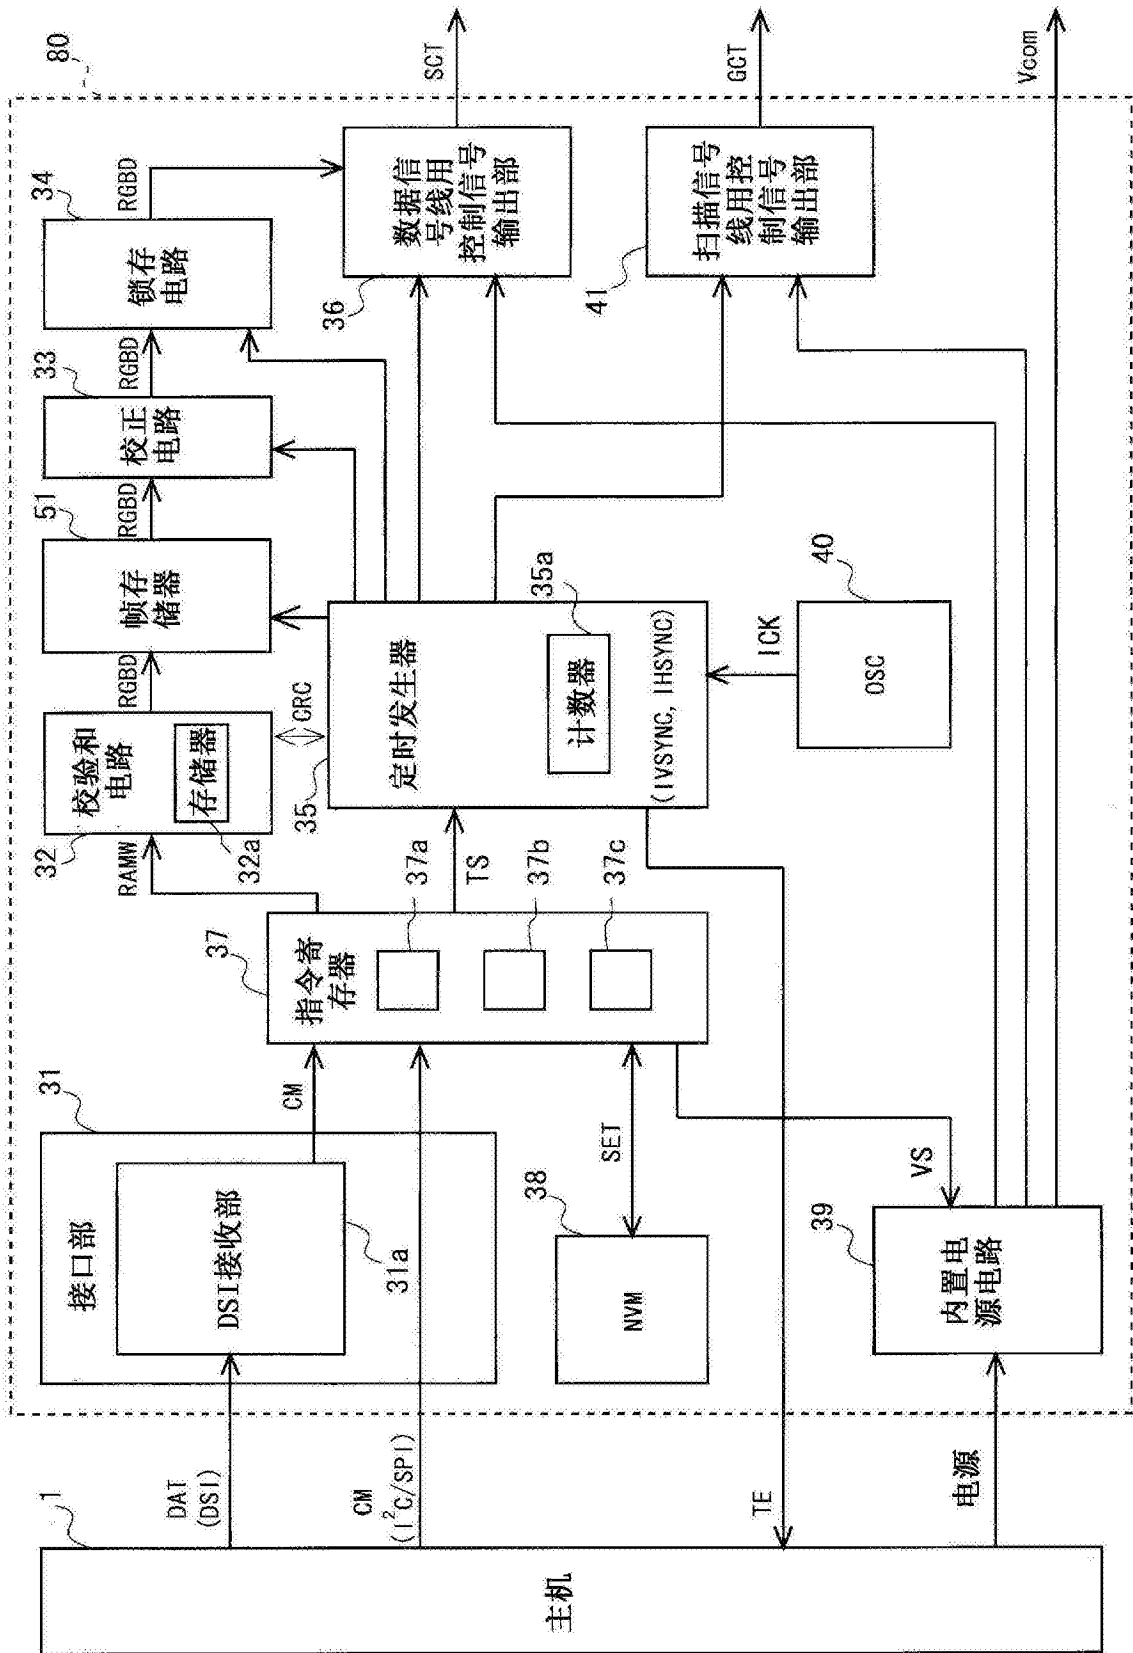 80
34
33
51
32
35
37
31
1
RGBD
锁存
电路
RGBD
校正
电路
RGBD
帧存
储器
RGBD
校验和
电路
存储器
32a
RAMW
CRC
SCT
数据信
号线用
控制信号
输出部
36
GCT
扫描信号
线用控
制信号
输出部
41
Vcom
定时发生器
35a
计数器
(IVSYNC, IHSYNC)
ICK
OSC
40
TS
指令寄
存器
37a
37b
37c
CM
接口部
DSI接收部
31a
SET
38
NVM
VS
39
内置电
源电路
DAT
(DSI)
CM
(I²C/SPI)
TE
电源
主机